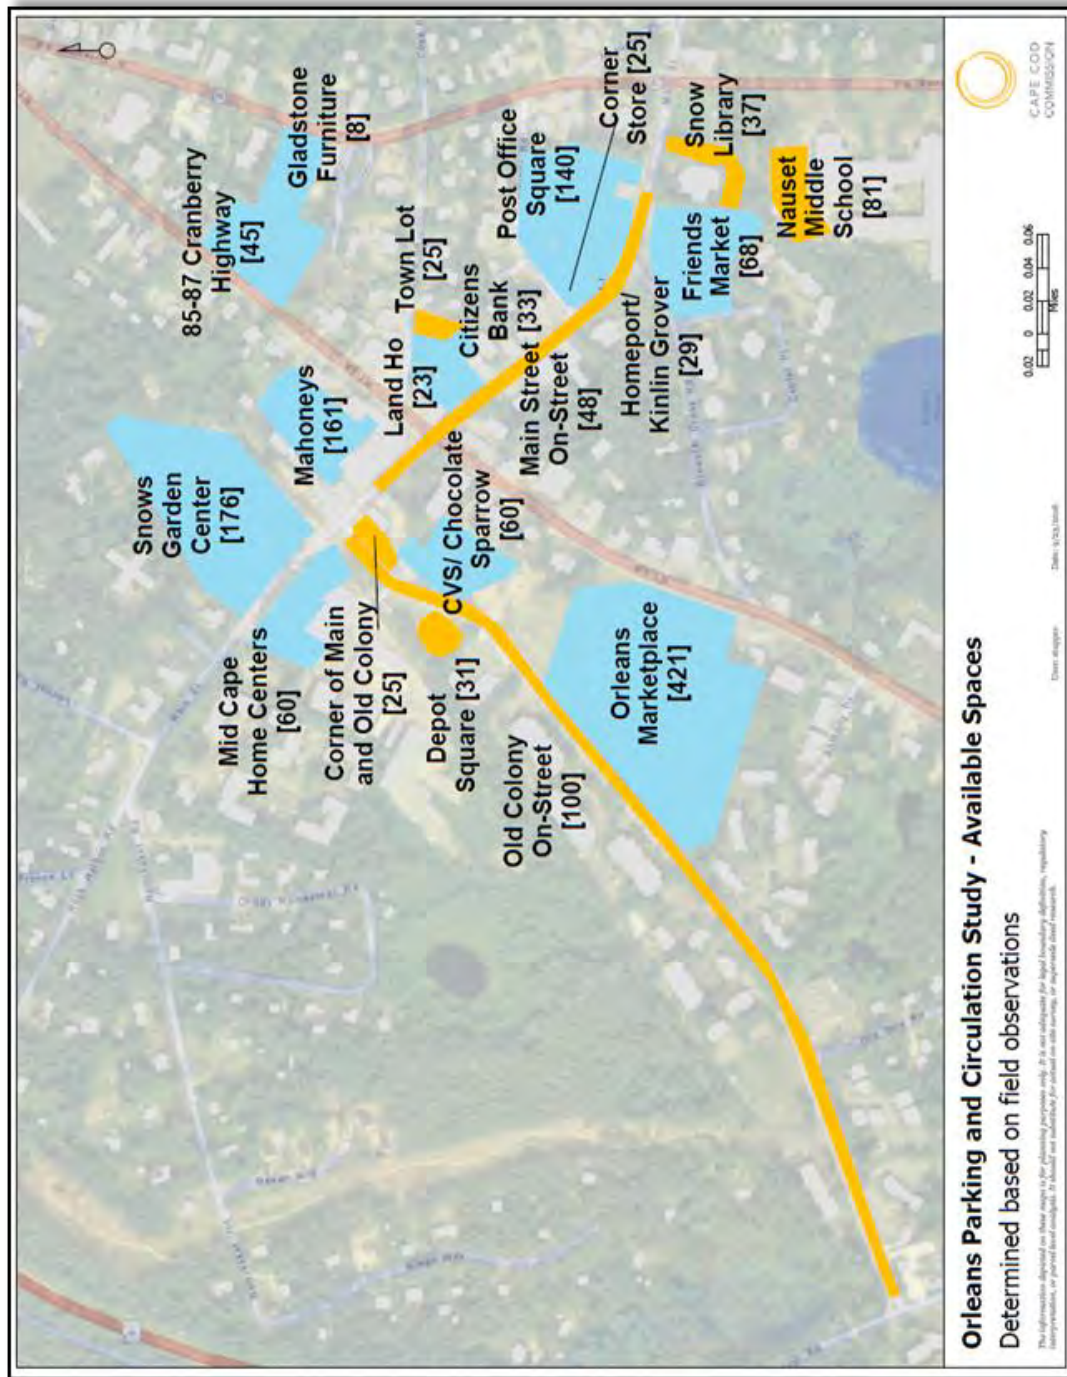 Snows
Garden
Center
[176]
Mahoneys
[161]
85-87 Cranberry
Highway
[45]
Gladstone
Furniture
[8]
Mid Cape
Home Centers
[60]
Land Ho
[23]
Town Lot
[25]
Corner of Main
and Old Colony
[25]
Citizens
Bank
[33]
Post Office
Square
[140]
Corner
Store [25]
Depot
Square [31]
CVS/ Chocolate
Sparrow
[60]
Main Street
On-Street
[48]
Snow
Library
[37]
Old Colony
On-Street
[100]
Homeport/
Kinlin Grover
[29]
Friends
Market
[68]
Orleans
Marketplace
[421]
Nauset
Middle
School
[81]
Orleans Parking and Circulation Study - Available Spaces
Determined based on field observations
0.02 0 0.02 0.04 0.06
Miles
CAPE COD
COMMISSION